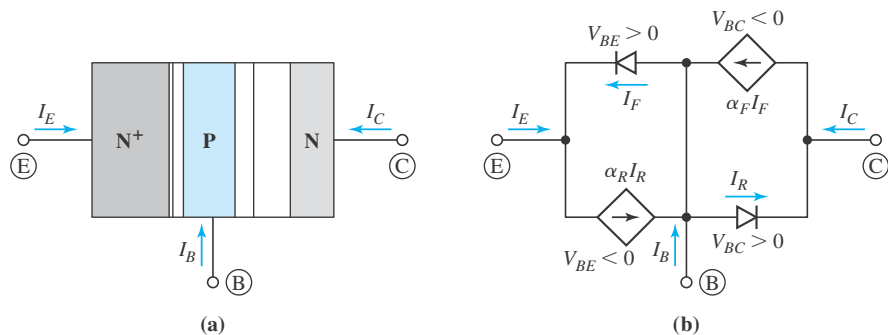 I_E
N⁺
P
N
I_C
E
C
I_B
B
(a)
V_BE > 0
V_BC < 0
I_F
α_F I_F
I_E
I_C
E
C
α_R I_R
I_R
V_BE < 0
I_B
V_BC > 0
B
(b)